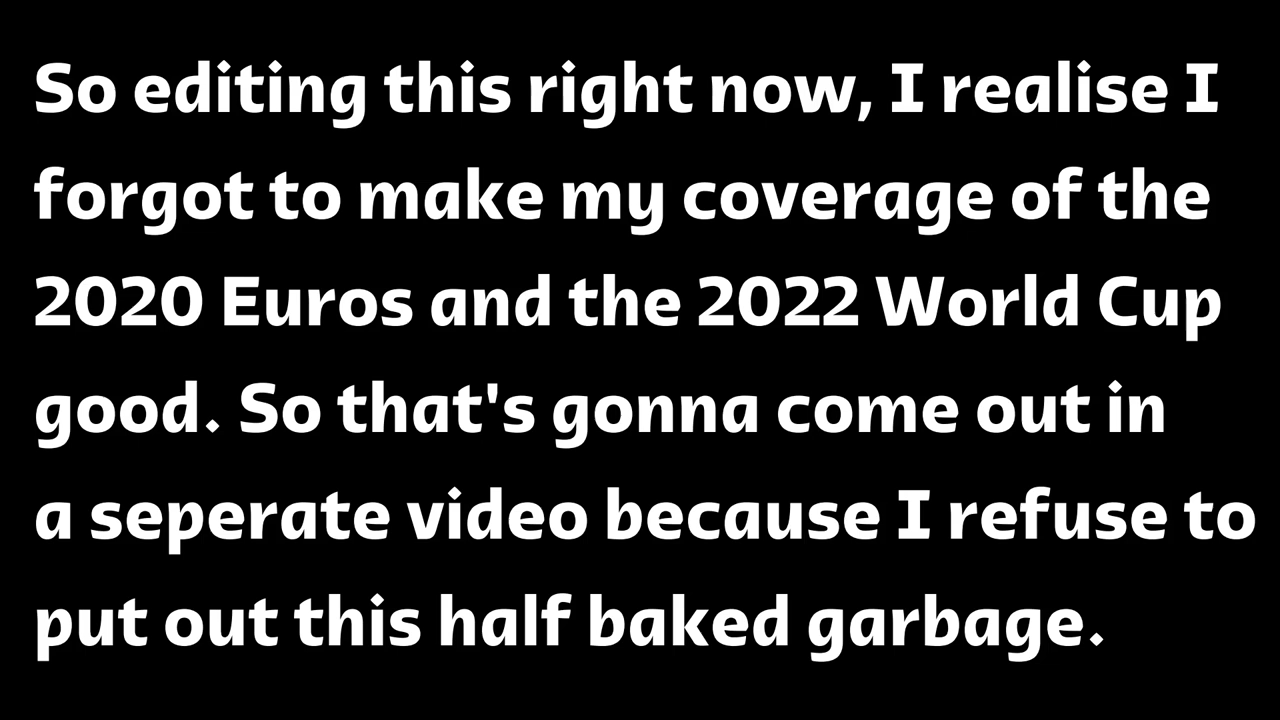 So editing this right now, I realise I
forgot to make my coverage of the
2020 Euros and the 2022 World Cup
good. So that's gonna come out in
a seperate video because I refuse to
put out this half baked garbage.